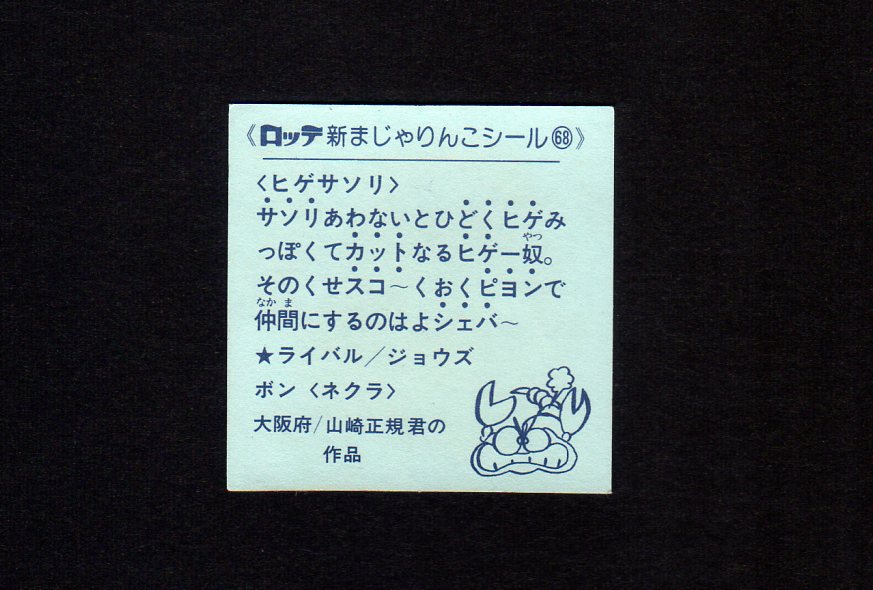 《ロッテ新まじゃりんこシール68》
〈ヒゲサソリ〉
サソリあわないとひどくヒゲみ
っぽくてカットなるヒゲー奴。
そのくせスコ〜くおくピヨンで
仲間にするのはよシェバ〜
★ライバル／ジョウズ
ボン〈ネクラ〉
大阪府/山崎正規君の
作品